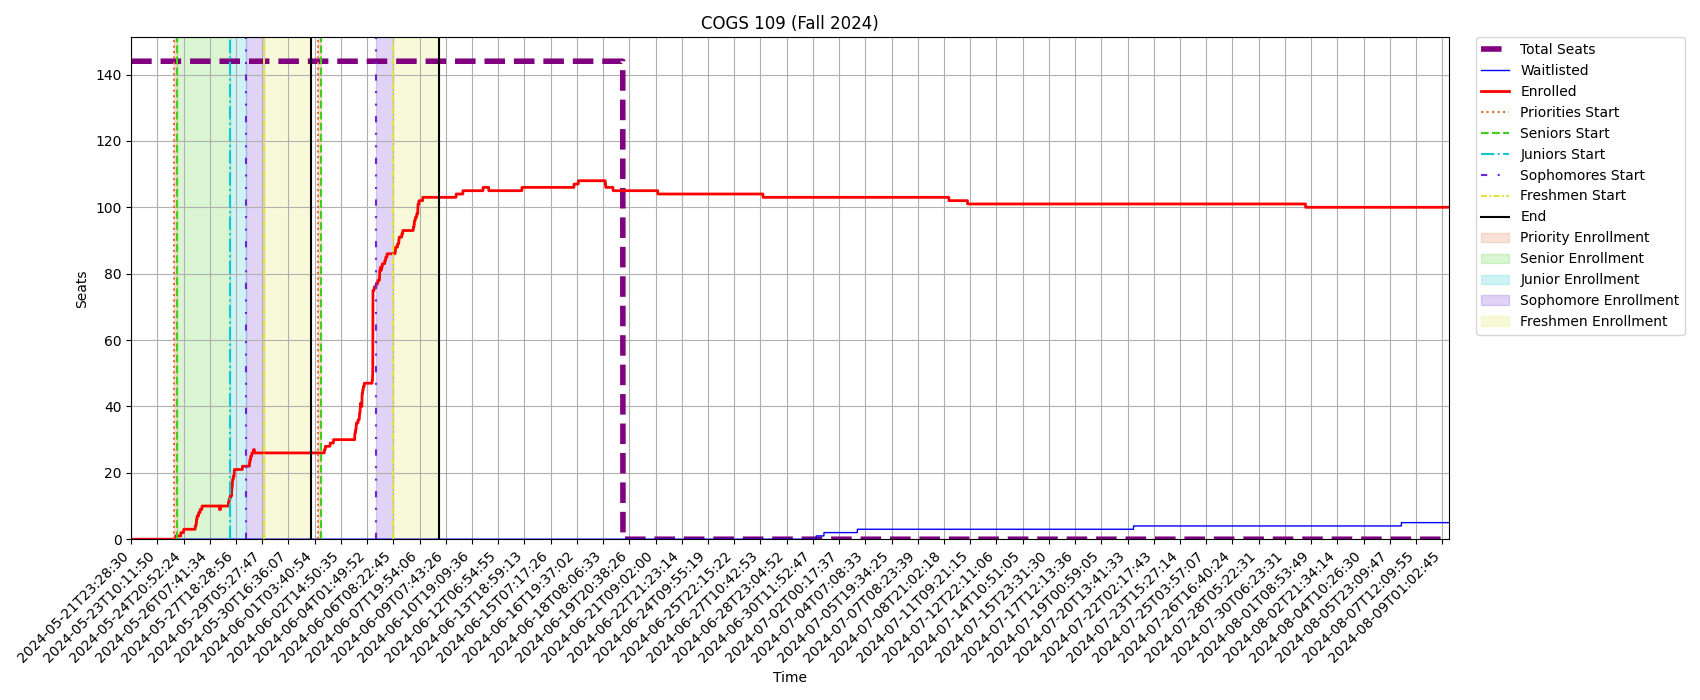 COGS 109 (Fall 2024)
Seats
140
120
100
80
60
40
20
0
2024-05-21T23:28:30
2024-05-23T10:11:50
2024-05-24T20:52:24
2024-05-26T07:41:34
2024-05-27T18:28:56
2024-05-29T05:27:47
2024-05-30T16:36:07
2024-06-01T03:40:54
2024-06-02T14:50:35
2024-06-04T01:49:52
2024-06-06T08:22:45
2024-06-07T19:54:06
2024-06-09T07:43:26
2024-06-10T19:09:36
2024-06-12T06:54:55
2024-06-13T18:59:13
2024-06-15T07:17:26
2024-06-16T19:37:02
2024-06-18T08:06:33
2024-06-19T20:38:26
2024-06-21T09:02:00
2024-06-22T21:23:14
2024-06-24T09:55:19
2024-06-25T22:15:22
2024-06-27T10:42:53
2024-06-28T23:04:52
2024-06-30T11:52:47
2024-07-02T00:17:37
2024-07-04T07:08:33
2024-07-05T19:34:25
2024-07-07T08:23:39
2024-07-08T21:02:18
2024-07-11T09:21:15
2024-07-12T22:11:06
2024-07-14T10:51:05
2024-07-15T23:31:30
2024-07-17T12:13:36
2024-07-19T00:59:05
2024-07-20T13:41:33
2024-07-22T02:17:43
2024-07-23T15:27:14
2024-07-25T03:57:07
2024-07-26T16:40:24
2024-07-28T05:22:31
2024-07-30T06:23:31
2024-08-01T08:53:49
2024-08-02T21:34:14
2024-08-04T10:26:30
2024-08-05T23:09:47
2024-08-07T12:09:55
2024-08-09T01:02:45
Time
Total Seats
Waitlisted
Enrolled
Priorities Start
Seniors Start
Juniors Start
Sophomores Start
Freshmen Start
End
Priority Enrollment
Senior Enrollment
Junior Enrollment
Sophomore Enrollment
Freshmen Enrollment